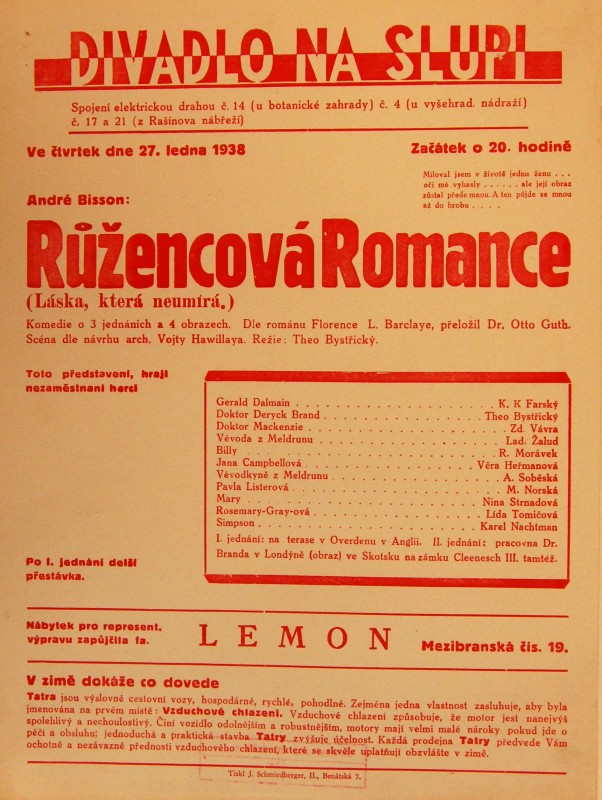 DIVADLO NA SLUPI
Spojení elektrickou drahou č. 14 (u botanické zahrady) č. 4 (u vyšehrad. nádraží)
č. 17 a 21 (z Rašínova nábřeží)
Ve čtvrtek dne 27. ledna 1938
Začátek o 20. hodině
Miloval jsem v životě jednu ženu . . .
oči mé vyhasly . . . . . . ale její obraz
zůstal přede mnou. A ten půjde se mnou
až do hrobu . . . .
André Bisson:
Růžencová Romance
(Láska, která neumírá.)
Komedie o 3 jednáních a 4 obrazech. Dle románu Florence L. Barclaye, přeložil Dr. Otto Guth.
Scéna dle návrhu arch. Vojty Hawillaya. Režie: Theo Bystřický.
Toto představení, hrají
nezaměstnaní herci
Gerald Dalmain . . . . . . . . . . K. K Farský
Doktor Deryck Brand . . . . . . . . . . Theo Bystřický
Doktor Mackenzie . . . . . . . . . . Zd. Vávra
Vévoda z Meldrunu . . . . . . . . . . Lad. Žalud
Billy . . . . . . . . . . R. Morávek
Jana Campbellová . . . . . . . . . . Věra Heřmanová
Vévodkyně z Meldrunu . . . . . . . . . . A. Soběská
Pavla Listerová . . . . . . . . . . M. Norská
Mary . . . . . . . . . . Nina Strnadová
Rosemary-Gray-ová . . . . . . . . . . Lída Tomičová
Simpson . . . . . . . . . . Karel Nachtman
I. jednání: na terase v Overdenu v Anglii. II. jednání: pracovna Dr.
Branda v Londýně (obraz) ve Skotsku na zámku Cleenesch III. tamtéž.
Po I. jednání delší
přestávka.
Nábytek pro represent.
výpravu zapůjčila fa.
LEMON
Mezibranská čís. 19.
V zimě dokáže co dovede
Tatra jsou výslovně cestovní vozy, hospodárné, rychlé, pohodlné. Zejména jedna vlastnost zasluhuje, aby byla
jmenována na prvém místě: Vzduchové chlazení. Vzduchové chlazení způsobuje, že motor jest nanejvýš
spolehlivý a nechoulostivý. Činí vozidlo odolnějším a robustnějším, motory mají velmi malé nároky pokud jde o
péči a obsluhu; jednoduchá a praktická stavba Tatry zvyšuje účelnost. Každá prodejna Tatry předvede Vám
ochotně a nezávazně přednosti vzduchového chlazení, které se skvěle uplatňují obzvláště v zimě.
Tiskl J. Schmiedberger, II., Benátská 7.